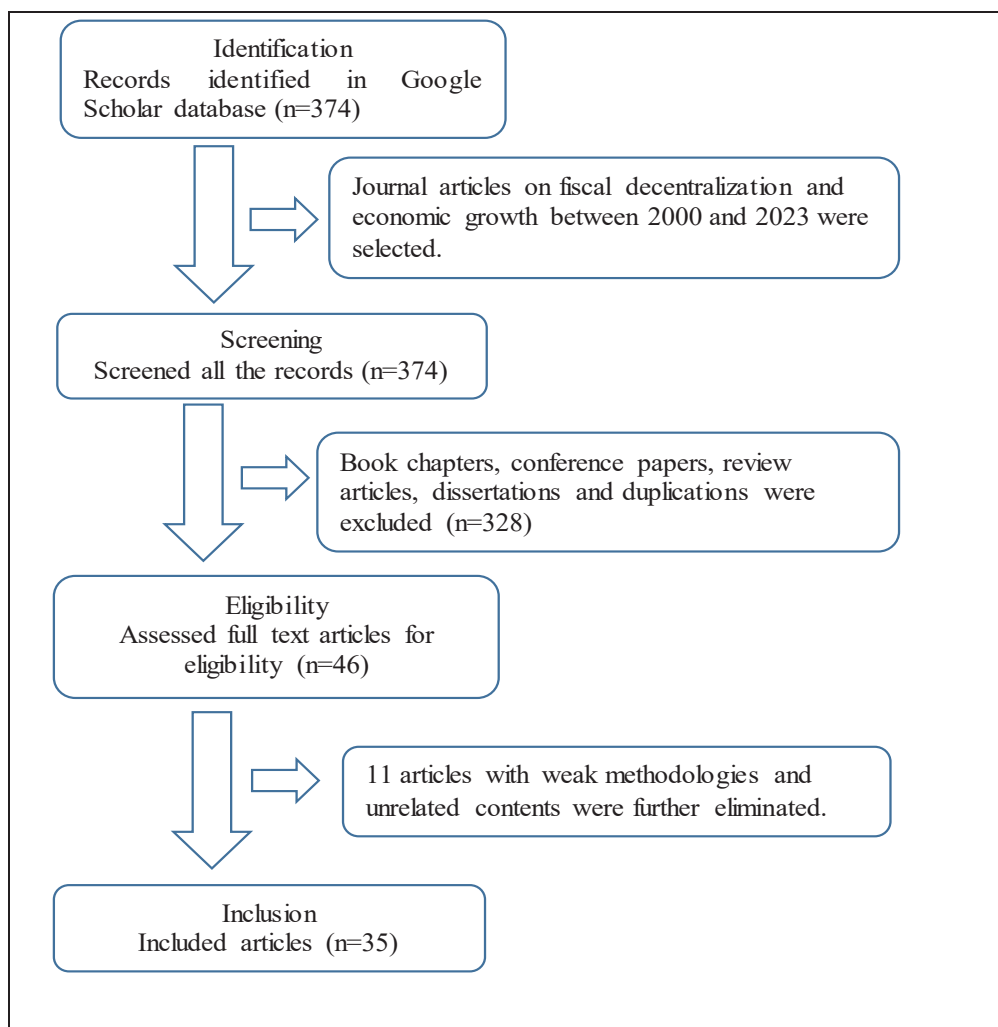 Identification
Records identified in Google
Scholar database (n=374)
Journal articles on fiscal decentralization and
economic growth between 2000 and 2023 were
selected.
Screening
Screened all the records (n=374)
Book chapters, conference papers, review
articles, dissertations and duplications were
excluded (n=328)
Eligibility
Assessed full text articles for
eligibility (n=46)
11 articles with weak methodologies and
unrelated contents were further eliminated.
Inclusion
Included articles (n=35)